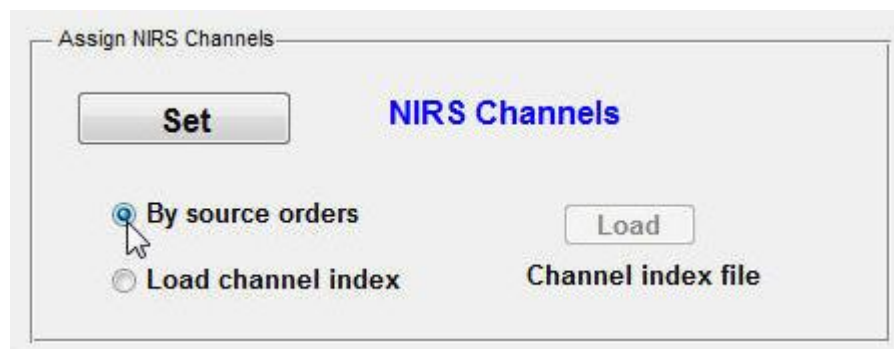 Assign NIRS Channels
Set
NIRS Channels
By source orders
Load
Load channel index
Channel index file